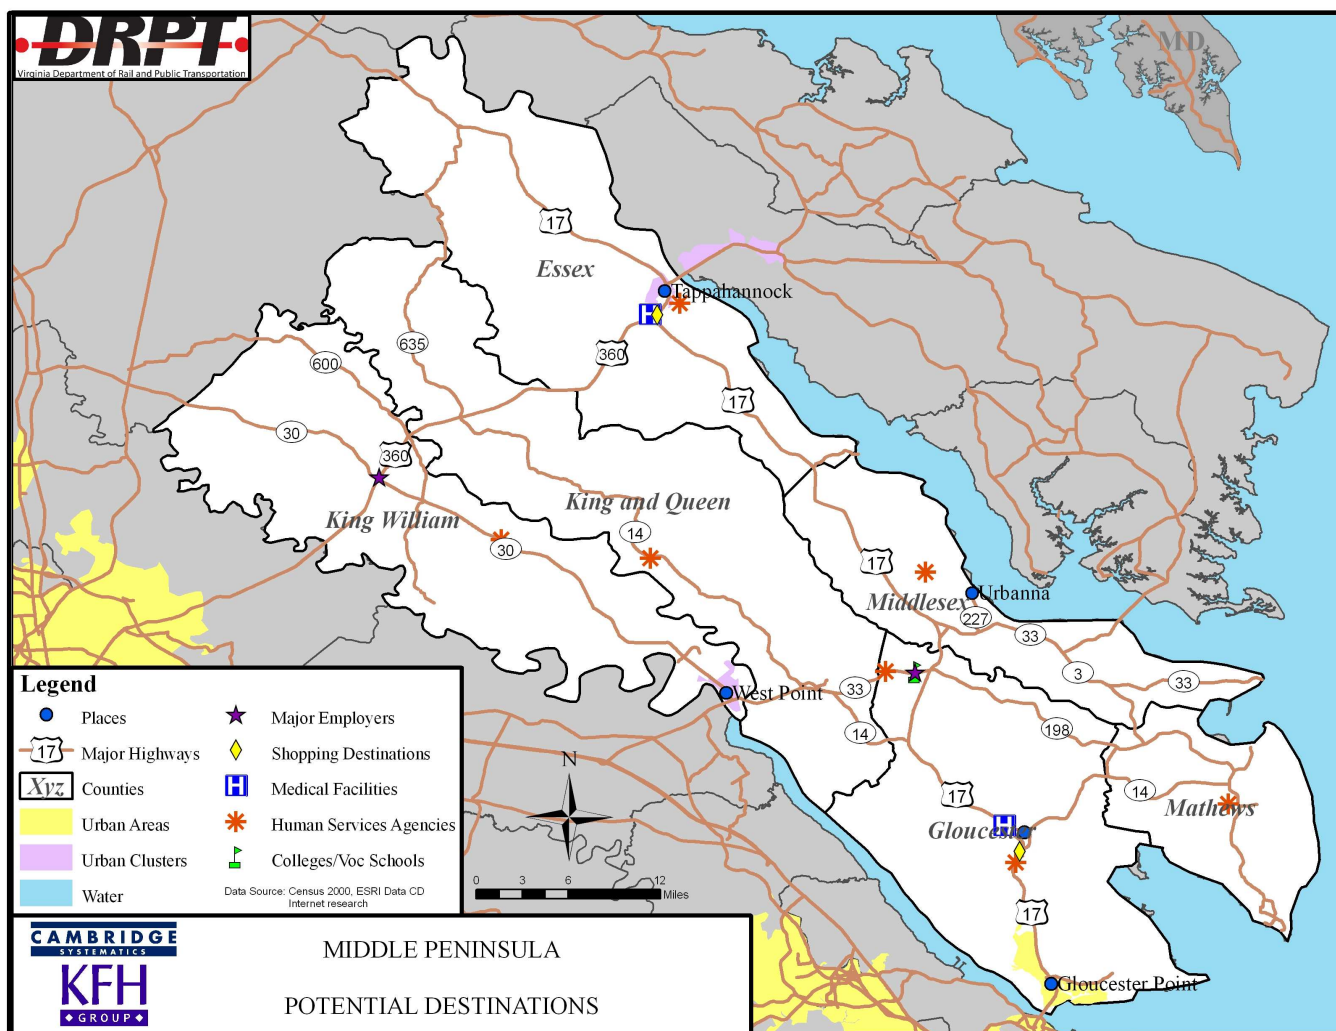 DRPT
Virginia Department of Rail and Public Transportation
MD
17
Essex
Tappahannock
H
635
360
600
17
30
360
King and Queen
King William
14
30
17
Middlesex
Urbanna
227
33
3
33
West Point
33
14
198
17
14
Mathews
H
Gloucester
17
Gloucester Point
Legend
Places
Major Employers
17
Major Highways
Shopping Destinations
Xyz
Counties
H
Medical Facilities
Urban Areas
Human Services Agencies
Urban Clusters
Colleges/Voc Schools
Water
Data Source: Census 2000, ESRI Data CD
Internet research
N
0 3 6 12
Miles
CAMBRIDGE
SYSTEMATICS
KFH
GROUP
MIDDLE PENINSULA
POTENTIAL DESTINATIONS